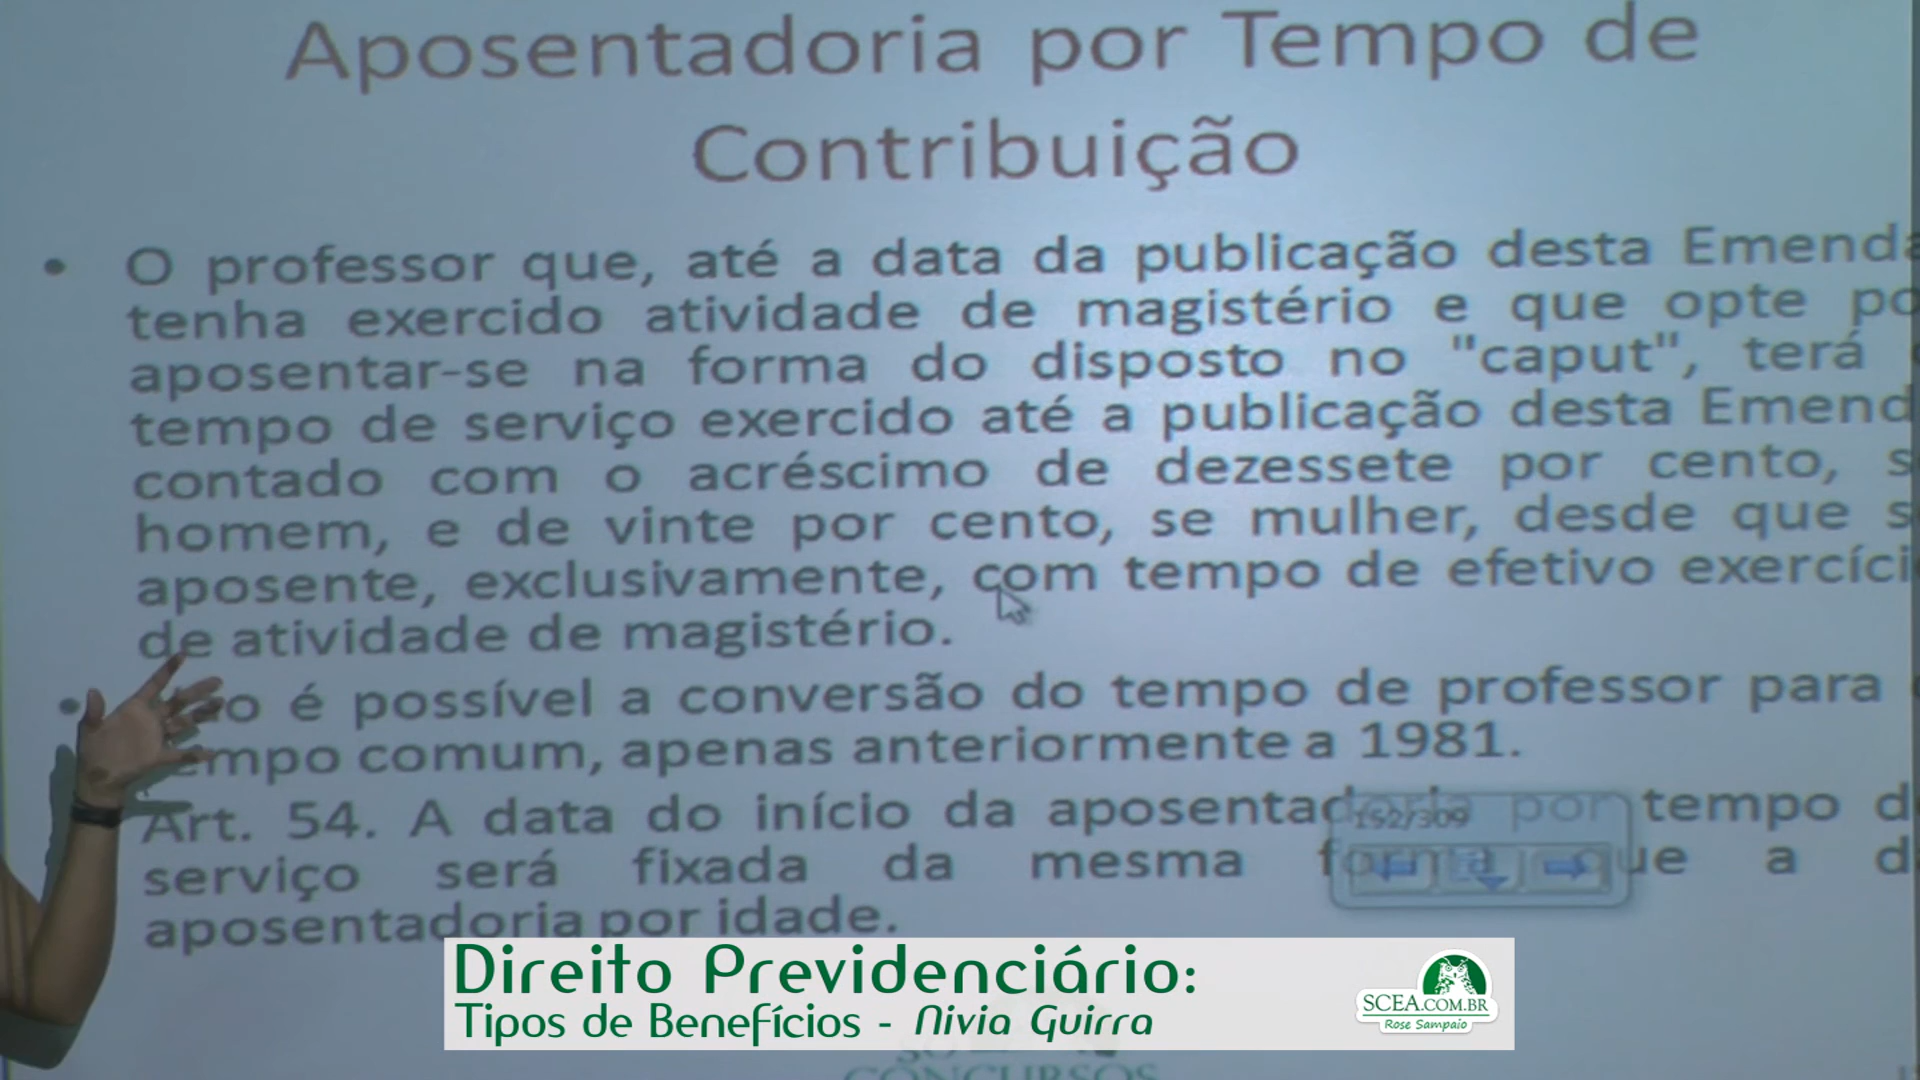 Aposentadoria por Tempo de
Contribuição
• O professor que, até a data da publicação desta Emenda
tenha exercido atividade de magistério e que opte po
aposentar-se na forma do disposto no "caput", terá
tempo de serviço exercido até a publicação desta Emend
contado com o acréscimo de dezessete por cento, s
homem, e de vinte por cento, se mulher, desde que s
aposente, exclusivamente, com tempo de efetivo exercíci
de atividade de magistério.
• é possível a conversão do tempo de professor para
empo comum, apenas anteriormente a 1981.
Art. 54. A data do início da aposentadoria por tempo d
serviço será fixada da mesma forma que a d
aposentadoria por idade.
152/309
Direito Previdenciário:
Tipos de Benefícios - Nivia Guirra
SCEA.COM.BR
Rose Sampaio
CONCURSOS